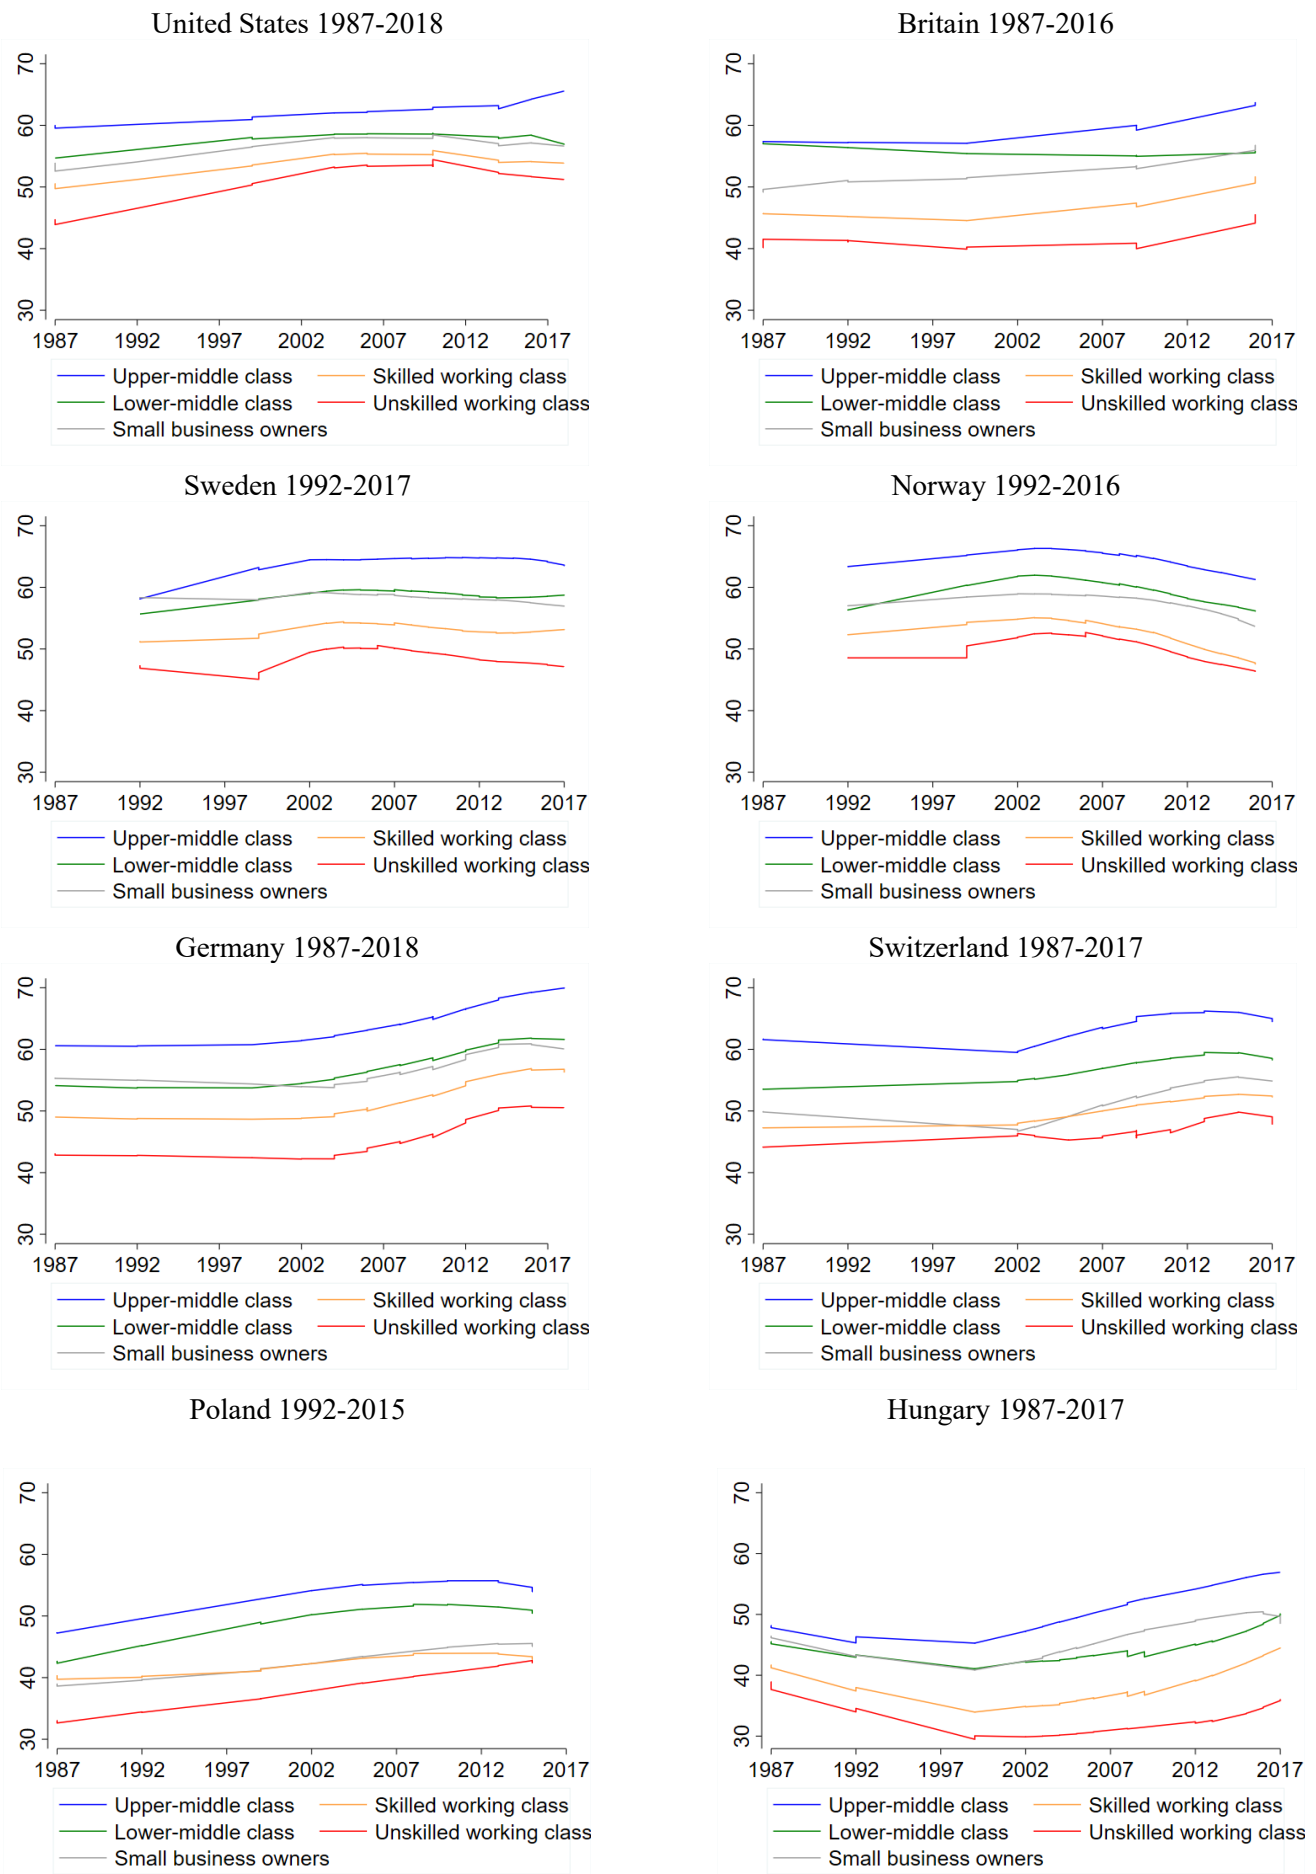 United States 1987-2018
70
60
50
40
30
1987 1992 1997 2002 2007 2012 2017
Upper-middle class Skilled working class
Lower-middle class Unskilled working class
Small business owners
Britain 1987-2016
70
60
50
40
30
1987 1992 1997 2002 2007 2012 2017
Upper-middle class Skilled working class
Lower-middle class Unskilled working class
Small business owners
Sweden 1992-2017
70
60
50
40
30
1987 1992 1997 2002 2007 2012 2017
Upper-middle class Skilled working class
Lower-middle class Unskilled working class
Small business owners
Norway 1992-2016
70
60
50
40
30
1987 1992 1997 2002 2007 2012 2017
Upper-middle class Skilled working class
Lower-middle class Unskilled working class
Small business owners
Germany 1987-2018
70
60
50
40
30
1987 1992 1997 2002 2007 2012 2017
Upper-middle class Skilled working class
Lower-middle class Unskilled working class
Small business owners
Switzerland 1987-2017
70
60
50
40
30
1987 1992 1997 2002 2007 2012 2017
Upper-middle class Skilled working class
Lower-middle class Unskilled working class
Small business owners
Poland 1992-2015
70
60
50
40
30
1987 1992 1997 2002 2007 2012 2017
Upper-middle class Skilled working class
Lower-middle class Unskilled working class
Small business owners
Hungary 1987-2017
70
60
50
40
30
1987 1992 1997 2002 2007 2012 2017
Upper-middle class Skilled working class
Lower-middle class Unskilled working class
Small business owners